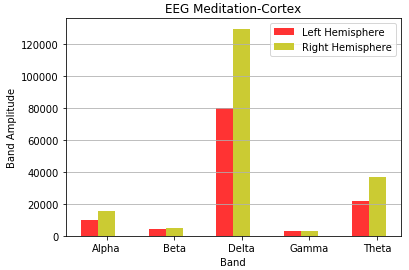 EEG Meditation-Cortex
Left Hemisphere
Right Hemisphere
Band Amplitude
120000
100000
80000
60000
40000
20000
0
Alpha Beta Delta Gamma Theta
Band